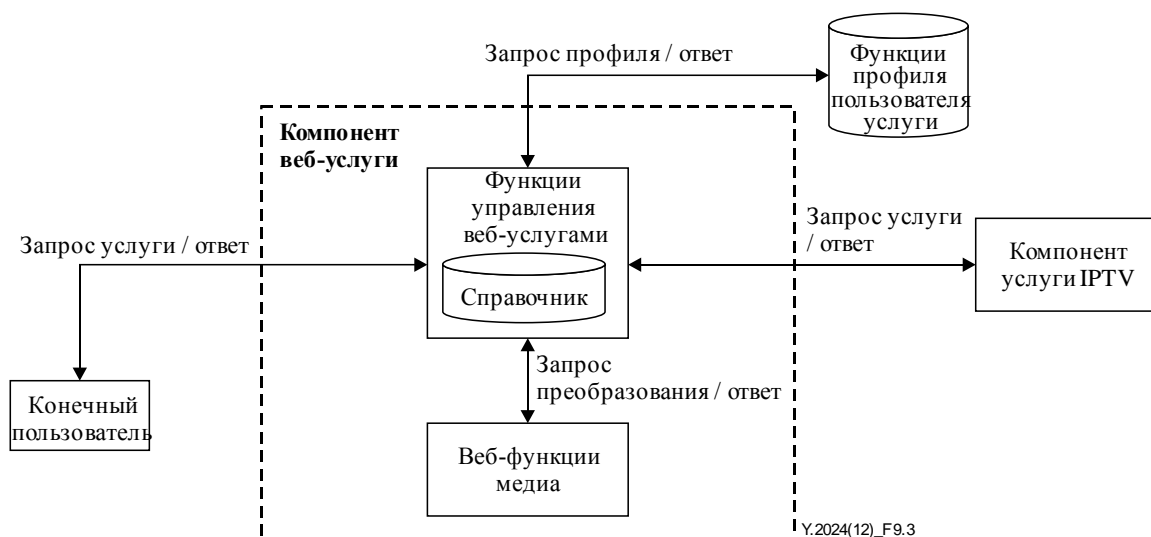 Запрос профиля / ответ
Функции
профиля
пользователя
услуги
Компонент
веб-услуги
Функции
управления
веб-услугами
Справочник
Запрос услуги / ответ
Запрос услуги
/ ответ
Компонент
услуги IPTV
Запрос
преобразования / ответ
Конечный
пользователь
Веб-функции
медиа
Y.2024(12)_F9.3